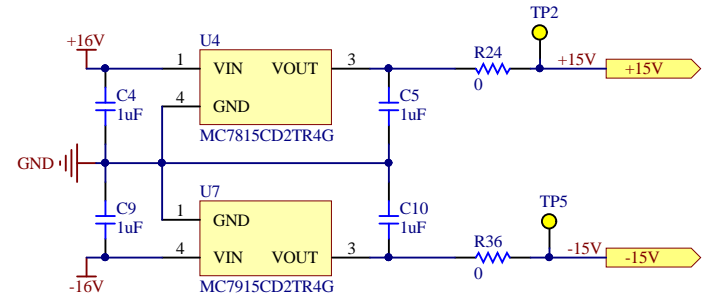 TP2
+16V
U4
R24
+15V
+15V
1
VIN
VOUT
3
0
C4
1uF
4
GND
C5
1uF
MC7815CD2TR4G
GND
U7
C9
1uF
1
GND
C10
1uF
TP5
R36
-15V
-15V
4
VIN
VOUT
3
0
-16V
MC7915CD2TR4G